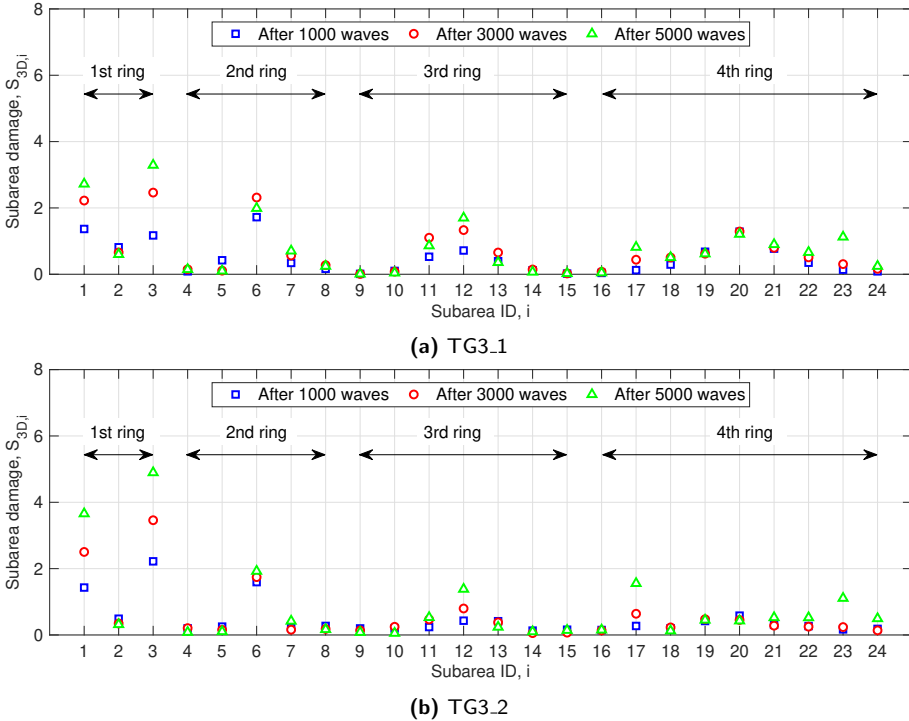 8
After 1000 waves After 3000 waves After 5000 waves
1st ring 2nd ring 3rd ring 4th ring
6
4
2
0
Subarea damage, S3D,i
1 2 3 4 5 6 7 8 9 10 11 12 13 14 15 16 17 18 19 20 21 22 23 24
Subarea ID, i
(a) TG3_1
8
After 1000 waves After 3000 waves After 5000 waves
1st ring 2nd ring 3rd ring 4th ring
6
4
2
0
Subarea damage, S3D,i
1 2 3 4 5 6 7 8 9 10 11 12 13 14 15 16 17 18 19 20 21 22 23 24
Subarea ID, i
(b) TG3_2